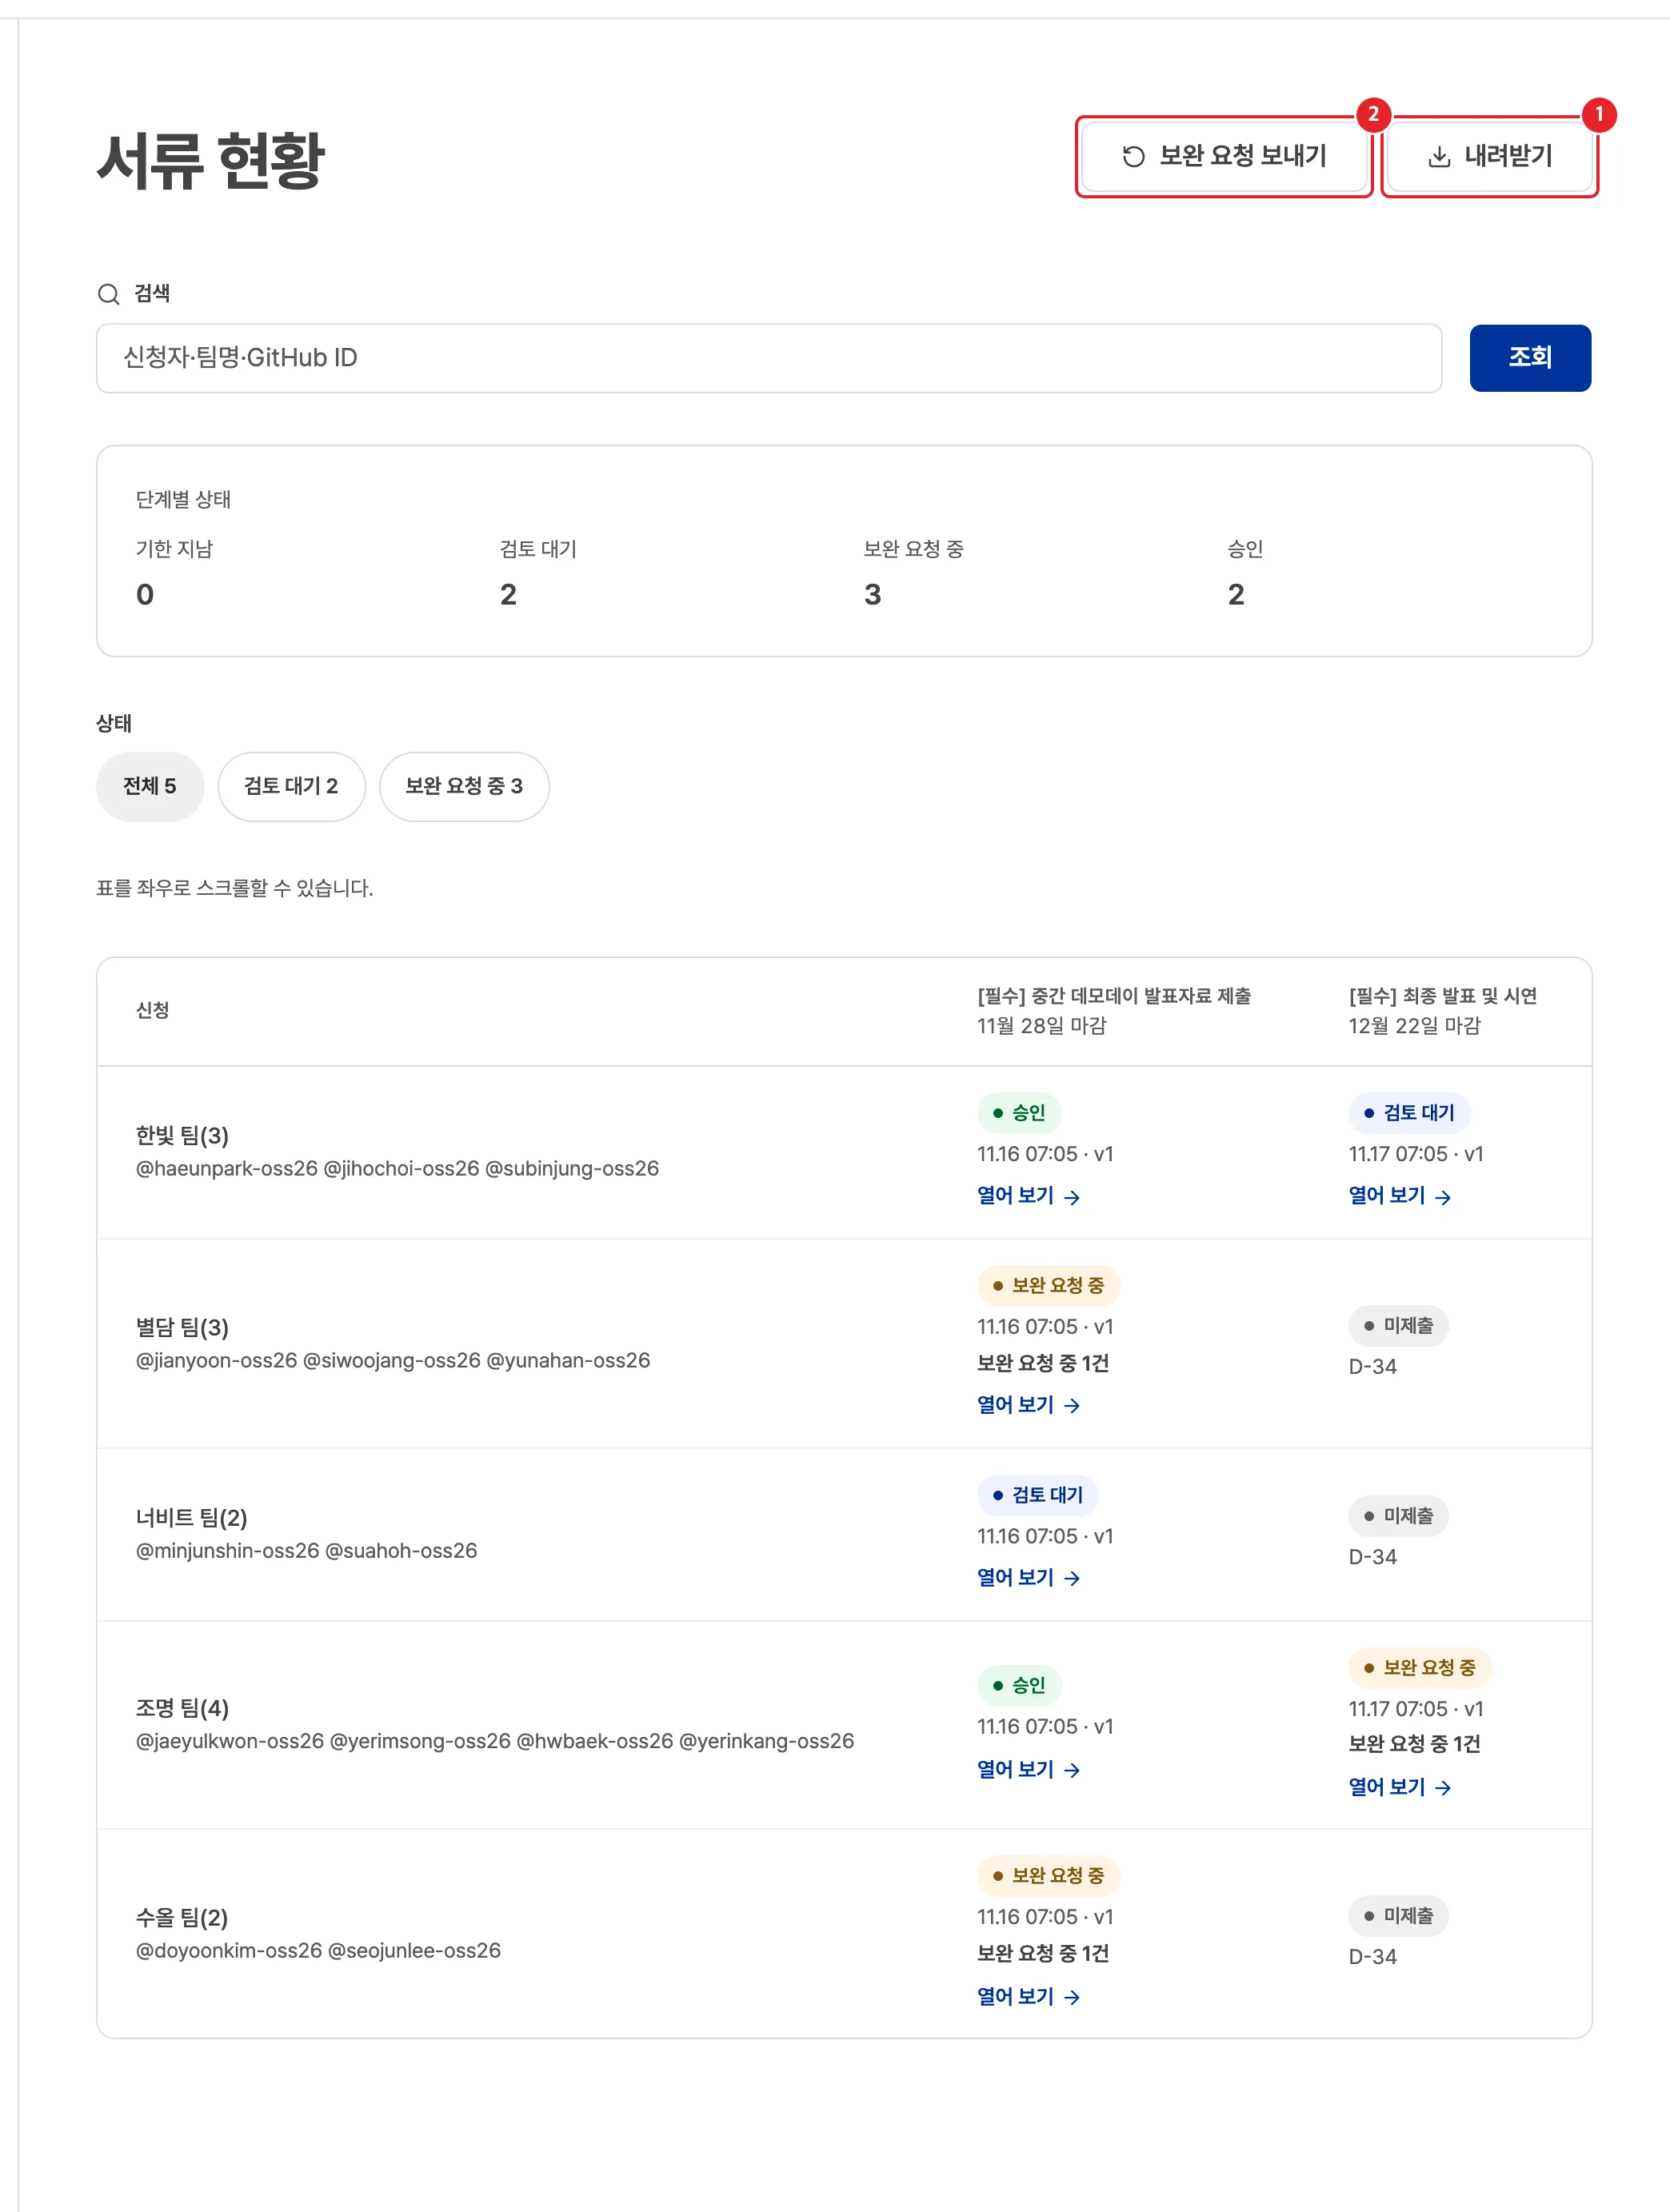 서류 현황
보완 요청 보내기
2
내려받기
1
검색
신청자·팀명·GitHub ID
조회
단계별 상태
기한 지남
검토 대기
보완 요청 중
승인
0
2
3
2
상태
전체 5
검토 대기 2
보완 요청 중 3
표를 좌우로 스크롤할 수 있습니다.
신청
[필수] 중간 데모데이 발표자료 제출
11월 28일 마감
[필수] 최종 발표 및 시연
12월 22일 마감
한빛 팀(3)
@haeunpark-oss26 @jihochoi-oss26 @subinjung-oss26
승인
11.16 07:05 · v1
열어 보기
검토 대기
11.17 07:05 · v1
열어 보기
별담 팀(3)
@jianyoon-oss26 @siwoojang-oss26 @yunahan-oss26
보완 요청 중
11.16 07:05 · v1
보완 요청 중 1건
열어 보기
미제출
D-34
너비트 팀(2)
@minjunshin-oss26 @suahoh-oss26
검토 대기
11.16 07:05 · v1
열어 보기
미제출
D-34
조명 팀(4)
@jaeyulkwon-oss26 @yerimsong-oss26 @hwbaek-oss26 @yerinkang-oss26
승인
11.16 07:05 · v1
열어 보기
보완 요청 중
11.17 07:05 · v1
보완 요청 중 1건
열어 보기
수올 팀(2)
@doyoonkim-oss26 @seojunlee-oss26
보완 요청 중
11.16 07:05 · v1
보완 요청 중 1건
열어 보기
미제출
D-34